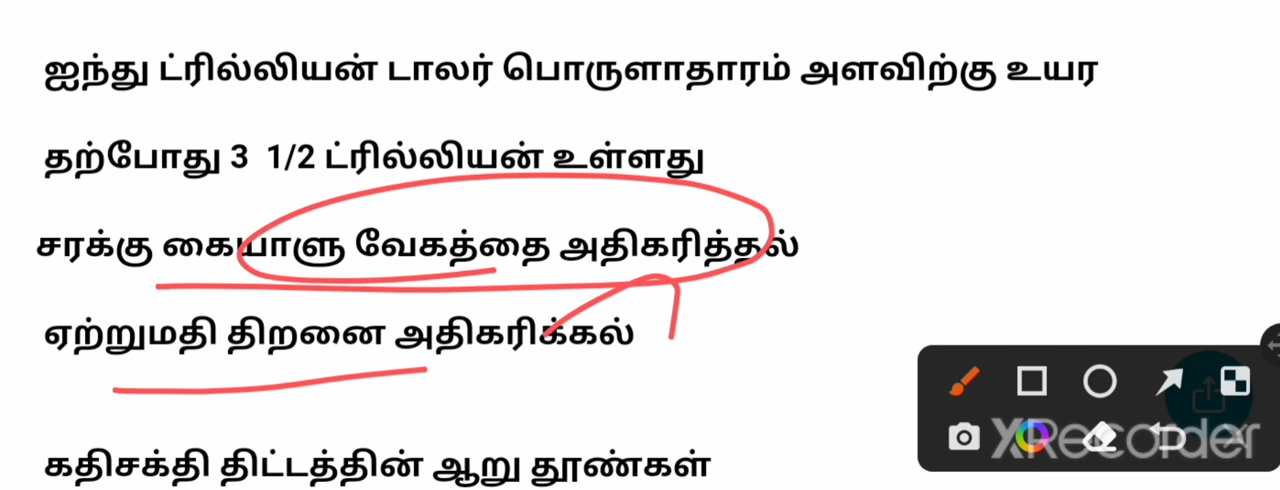 ஐந்து ட்ரில்லியன் டாலர் பொருளாதாரம் அளவிற்கு உயர
தற்போது 3 1/2 ட்ரில்லியன் உள்ளது
சரக்கு கையாளு வேகத்தை அதிகரித்தல்
ஏற்றுமதி திறனை அதிகரிக்கல்
கதிசக்தி திட்டத்தின் ஆறு தூண்கள்
XRecorder